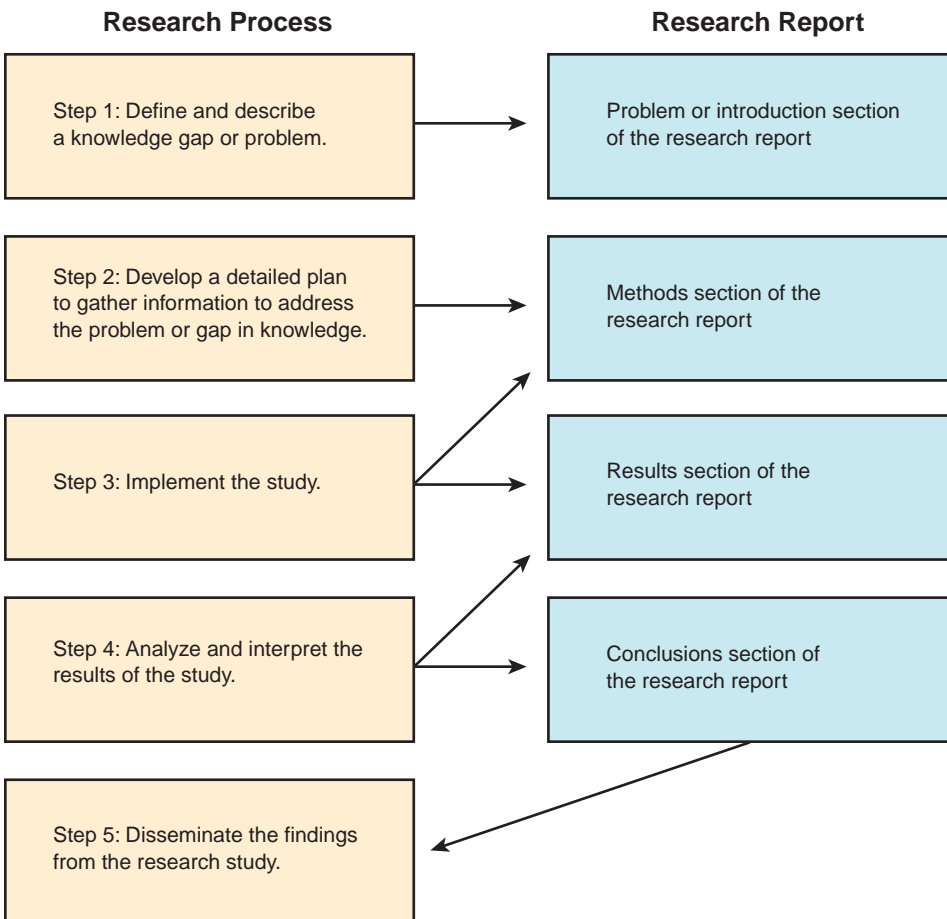 Research Process
Research Report
Step 1: Define and describe
a knowledge gap or problem.
Problem or introduction section
of the research report
Step 2: Develop a detailed plan
to gather information to address
the problem or gap in knowledge.
Methods section of the
research report
Step 3: Implement the study.
Results section of the
research report
Step 4: Analyze and interpret the
results of the study.
Conclusions section of
the research report
Step 5: Disseminate the findings
from the research study.